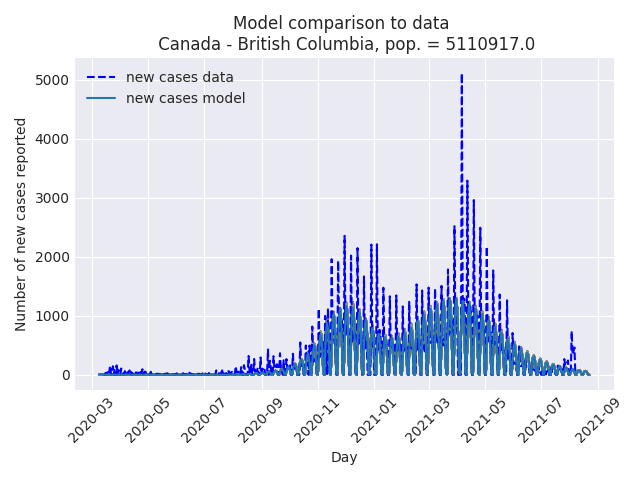 Model comparison to data
Canada - British Columbia, pop. = 5110917.0
new cases data
new cases model
Number of new cases reported
5000
4000
3000
2000
1000
0
2020-03
2020-05
2020-07
2020-09
2020-11
2021-01
2021-03
2021-05
2021-07
2021-09
Day